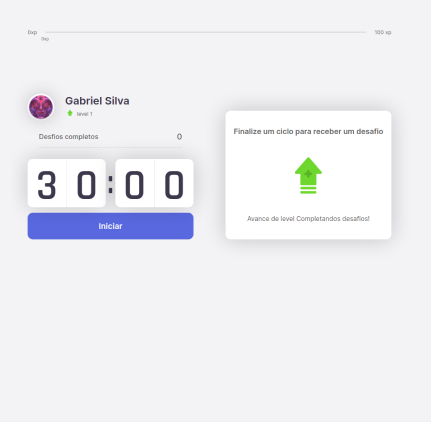 0xp
0xp
100 xp
Gabriel Silva
level 1
Desfios completos 0
30:00
Iniciar
Finalize um ciclo para receber um desafio
Avance de level Completandos desafios!